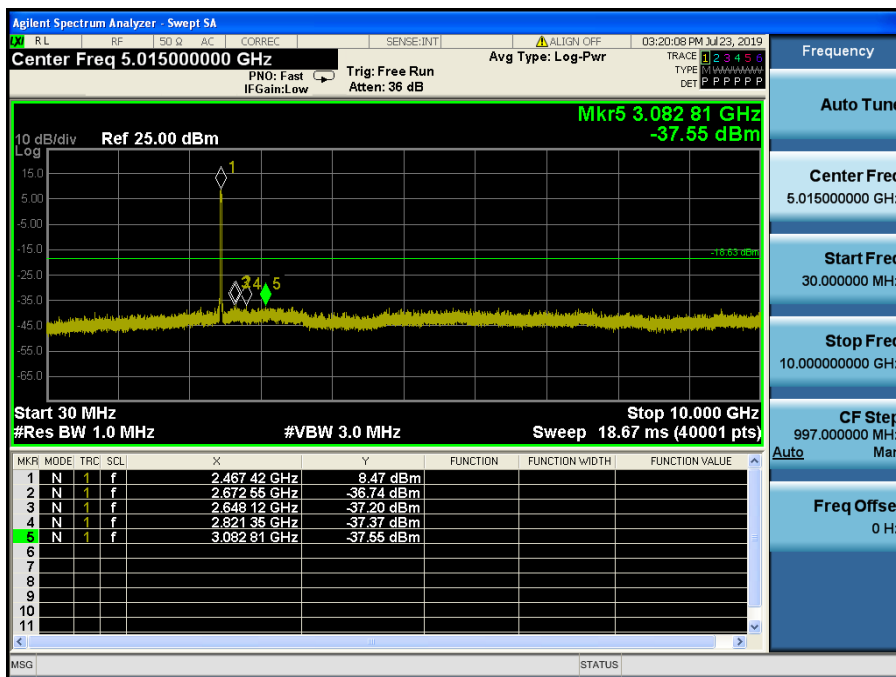 Agilent Spectrum Analyzer - Swept SA
LXI RL RF 50 Ω AC CORREC SENSE:INT ALIGN OFF 03:20:08 PM Jul 23, 2019
Center Freq 5.015000000 GHz
PNO: Fast
IFGain:Low
Trig: Free Run
Atten: 36 dB
Avg Type: Log-Pwr
TRACE 1 2 3 4 5 6
TYPE M W W W W W
DET P P P P P P
Mkr5 3.082 81 GHz
-37.55 dBm
10 dB/div Ref 25.00 dBm
Log
15.0
5.00
-5.00
-15.0
-25.0
-35.0
-45.0
-55.0
-65.0
1
-18.63 dBm
2 3 4 5
Start 30 MHz Stop 10.000 GHz
#Res BW 1.0 MHz #VBW 3.0 MHz Sweep 18.67 ms (40001 pts)
MKR MODE TRC SCL X Y FUNCTION FUNCTION WIDTH FUNCTION VALUE
1 N 1 f 2.467 42 GHz 8.47 dBm
2 N 1 f 2.672 55 GHz -36.74 dBm
3 N 1 f 2.648 12 GHz -37.20 dBm
4 N 1 f 2.821 35 GHz -37.37 dBm
5 N 1 f 3.082 81 GHz -37.55 dBm
6
7
8
9
10
11
MSG STATUS
Frequency
Auto Tune
Center Freq
5.015000000 GHz
Start Freq
30.000000 MHz
Stop Freq
10.000000000 GHz
CF Step
997.000000 MHz
Auto Man
Freq Offset
0 Hz